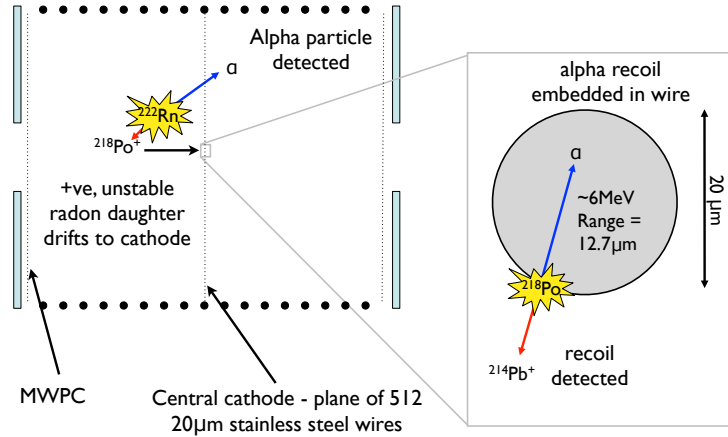 Alpha particle
detected
α
²²²Rn
²¹⁸Po⁺
+ve, unstable
radon daughter
drifts to cathode
MWPC
Central cathode - plane of 512
20µm stainless steel wires
alpha recoil
embedded in wire
α
~6MeV
Range =
12.7µm
20 µm
²¹⁸Po
²¹⁴Pb⁺
recoil
detected